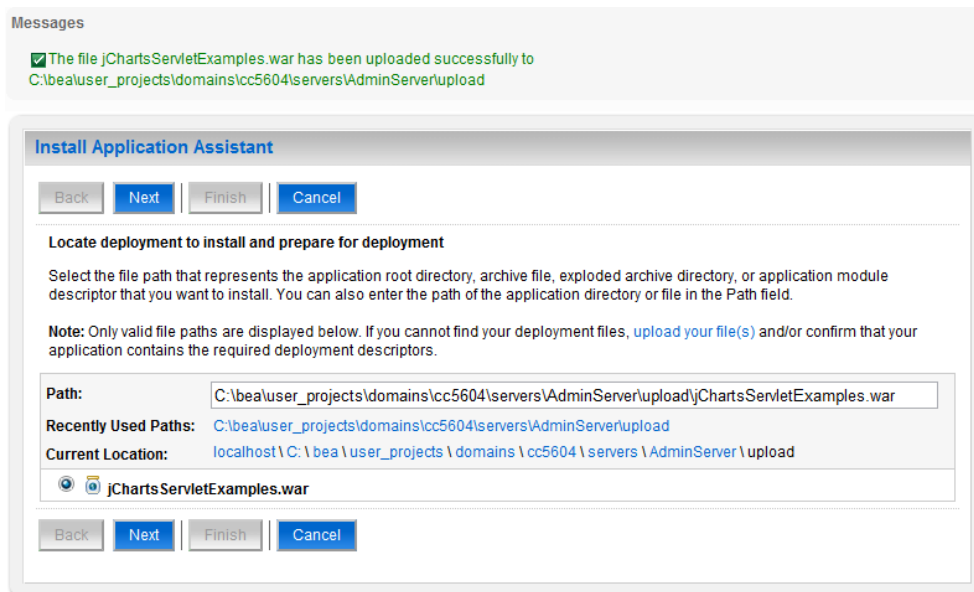 Messages
The file jChartsServletExamples.war has been uploaded successfully to
C:\bea\user_projects\domains\cc5604\servers\AdminServer\upload
Install Application Assistant
Back Next Finish Cancel
Locate deployment to install and prepare for deployment
Select the file path that represents the application root directory, archive file, exploded archive directory, or application module
descriptor that you want to install. You can also enter the path of the application directory or file in the Path field.
Note: Only valid file paths are displayed below. If you cannot find your deployment files, upload your file(s) and/or confirm that your
application contains the required deployment descriptors.
Path: C:\bea\user_projects\domains\cc5604\servers\AdminServer\upload\jChartsServletExamples.war
Recently Used Paths: C:\bea\user_projects\domains\cc5604\servers\AdminServer\upload
Current Location: localhost \ C: \ bea \ user_projects \ domains \ cc5604 \ servers \ AdminServer \ upload
jChartsServletExamples.war
Back Next Finish Cancel